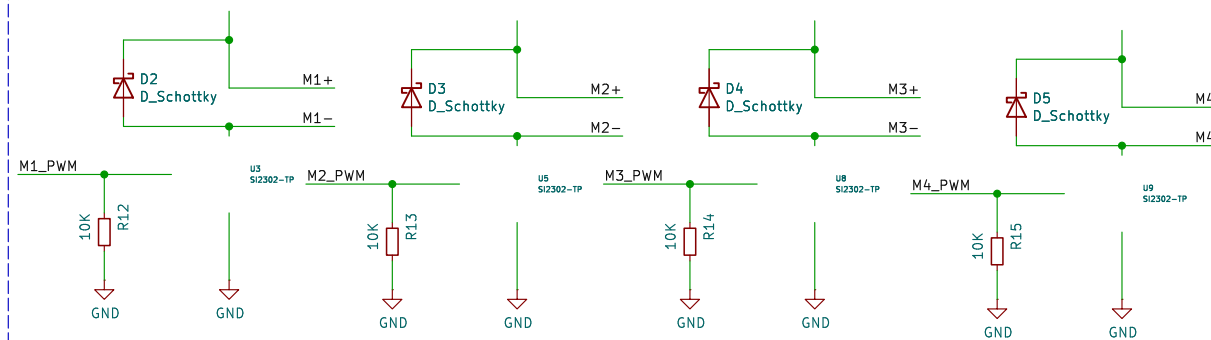 D2
D_Schottky
M1+
M1-
M1_PWM
U3
SI2302-TP
10K
R12
GND
GND
D3
D_Schottky
M2+
M2-
M2_PWM
U5
SI2302-TP
10K
R13
GND
GND
D4
D_Schottky
M3+
M3-
M3_PWM
U8
SI2302-TP
10K
R14
GND
GND
D5
D_Schottky
M4
M4
M4_PWM
U9
SI2302-TP
10K
R15
GND
GND